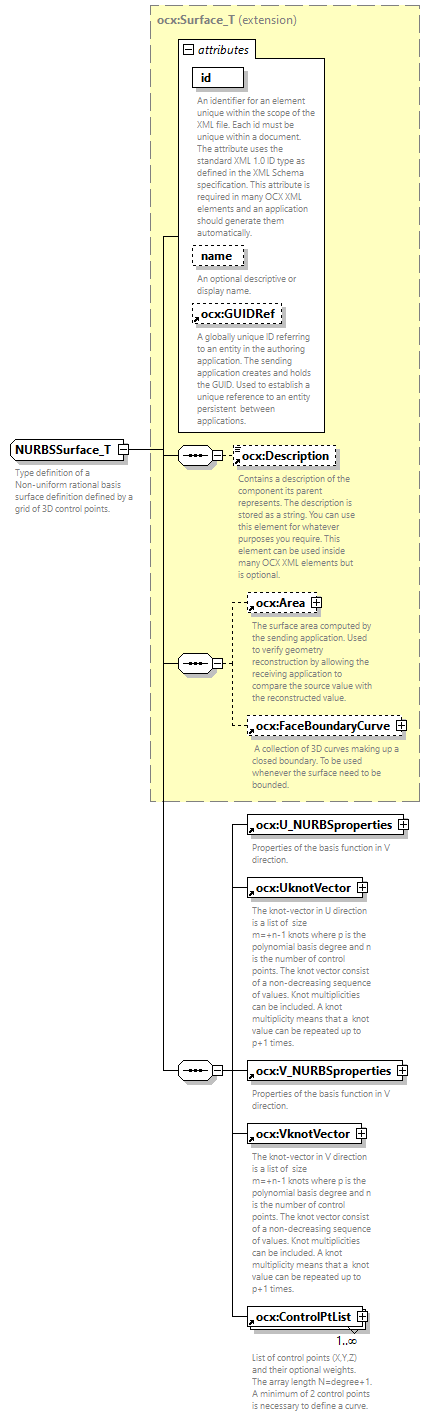 ocx:Surface_T (extension)
attributes
id
An identifier for an element
unique within the scope of the
XML file. Each id must be
unique within a document.
The attribute uses the
standard XML 1.0 ID type as
defined in the XML Schema
specification. This attribute is
required in many OCX XML
elements and an application
should generate them
automatically.
name
An optional descriptive or
display name.
ocx:GUIDRef
A globally unique ID referring
to an entity in the authoring
application. The sending
application creates and holds
the GUID. Used to establish a
unique reference to an entity
persistent between
applications.
NURBSSurface_T
Type definition of a
Non-uniform rational basis
surface definition defined by a
grid of 3D control points.
ocx:Description
Contains a description of the
component its parent
represents. The description is
stored as a string. You can use
this element for whatever
purposes you require. This
element can be used inside
many OCX XML elements but
is optional.
ocx:Area
The surface area computed by
the sending application. Used
to verify geometry
reconstruction by allowing the
receiving application to
compare the source value with
the reconstructed value.
ocx:FaceBoundaryCurve
A collection of 3D curves making up a
closed boundary. To be used
whenever the surface need to be
bounded.
ocx:U_NURBSproperties
Properties of the basis function in V
direction.
ocx:UknotVector
The knot-vector in U direction
is a list of size
m=+n-1 knots where p is the
polynomial basis degree and n
is the number of control
points. The knot vector consist
of a non-decreasing sequence
of values. Knot multiplicities
can be included. A knot
multiplicity means that a knot
value can be repeated up to
p+1 times.
ocx:V_NURBSproperties
Properties of the basis function in V
direction.
ocx:VknotVector
The knot-vector in V direction
is a list of size
m=+n-1 knots where p is the
polynomial basis degree and n
is the number of control
points. The knot vector consist
of a non-decreasing sequence
of values. Knot multiplicities
can be included. A knot
multiplicity means that a knot
value can be repeated up to
p+1 times.
ocx:ControlPtList
1..∞
List of control points (X,Y,Z)
and their optional weights.
The array length N=degree+1.
A minimum of 2 control points
is necessary to define a curve.